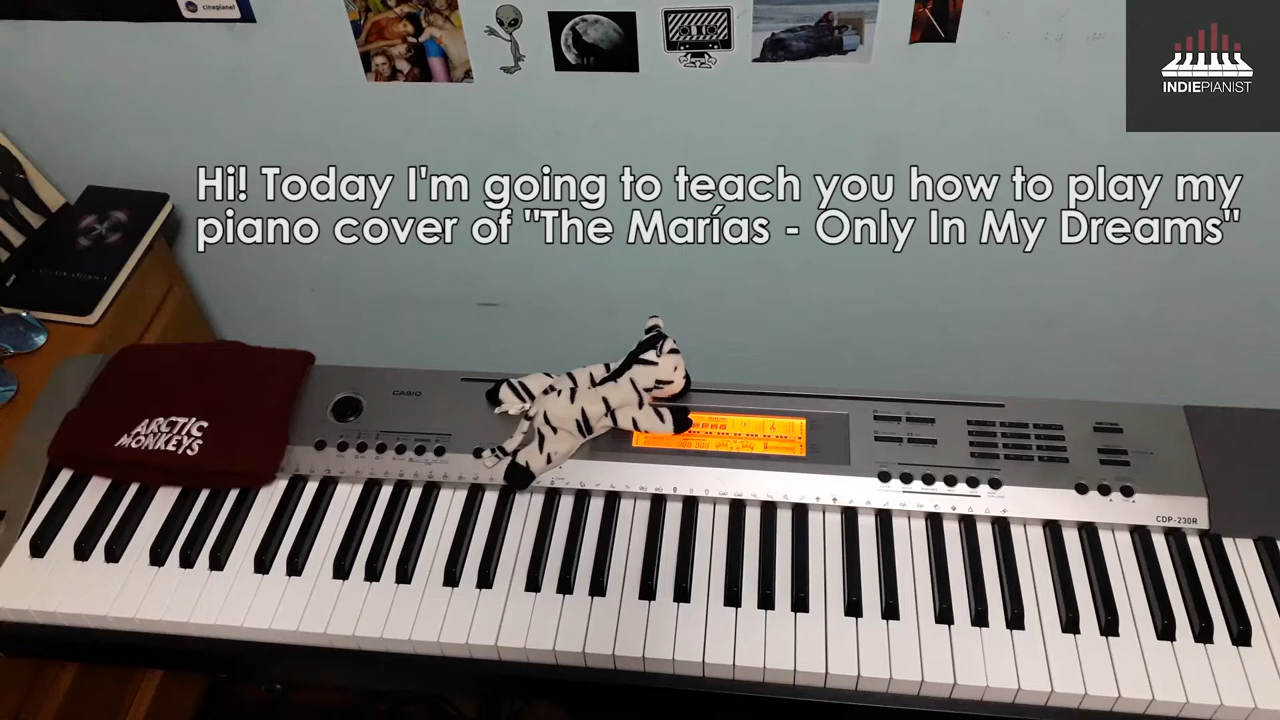 cineplanet
INDIEPIANIST
Hi! Today I'm going to teach you how to play my
piano cover of "The Marías - Only In My Dreams"
CASIO
ARCTIC
MONKEYS
CDP-230R